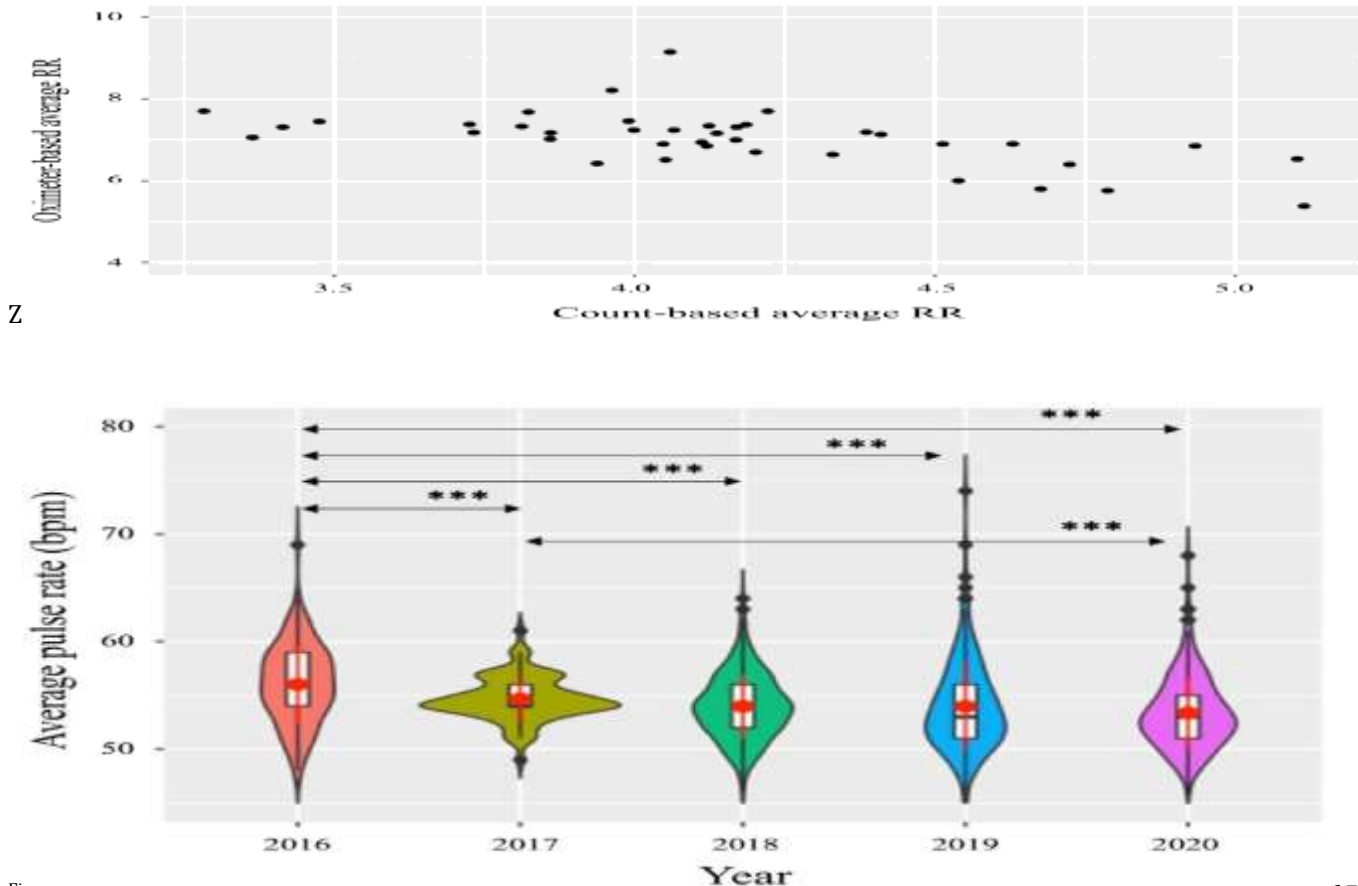 10
8
6
4
Oximeter-based average RR
3.5 4.0 4.5 5.0
Count-based average RR
Z
80
70
60
50
Average pulse rate (bpm)
***
***
***
***
***
2016 2017 2018 2019 2020
Year